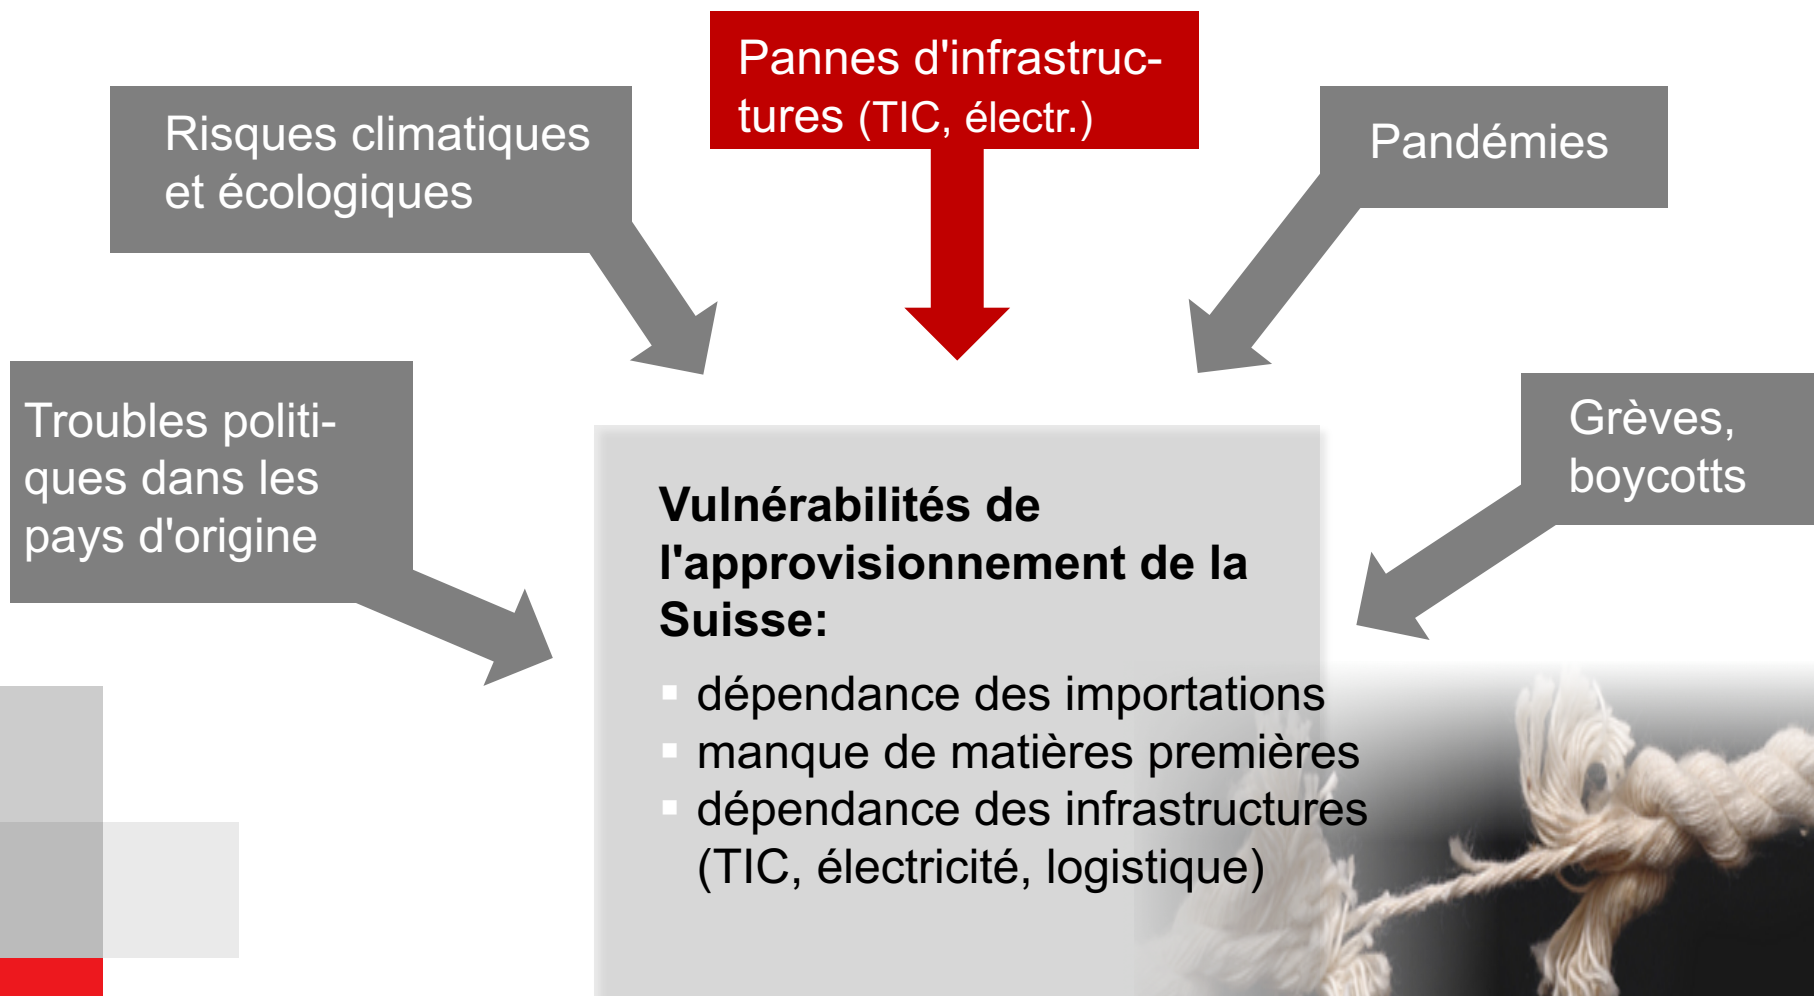 Pannes d'infrastruc-
tures (TIC, électr.)
Risques climatiques
et écologiques
Pandémies
Troubles politi-
ques dans les
pays d'origine
Grèves,
boycotts
Vulnérabilités de
l'approvisionnement de la
Suisse:
▪ dépendance des importations
▪ manque de matières premières
▪ dépendance des infrastructures
(TIC, électricité, logistique)